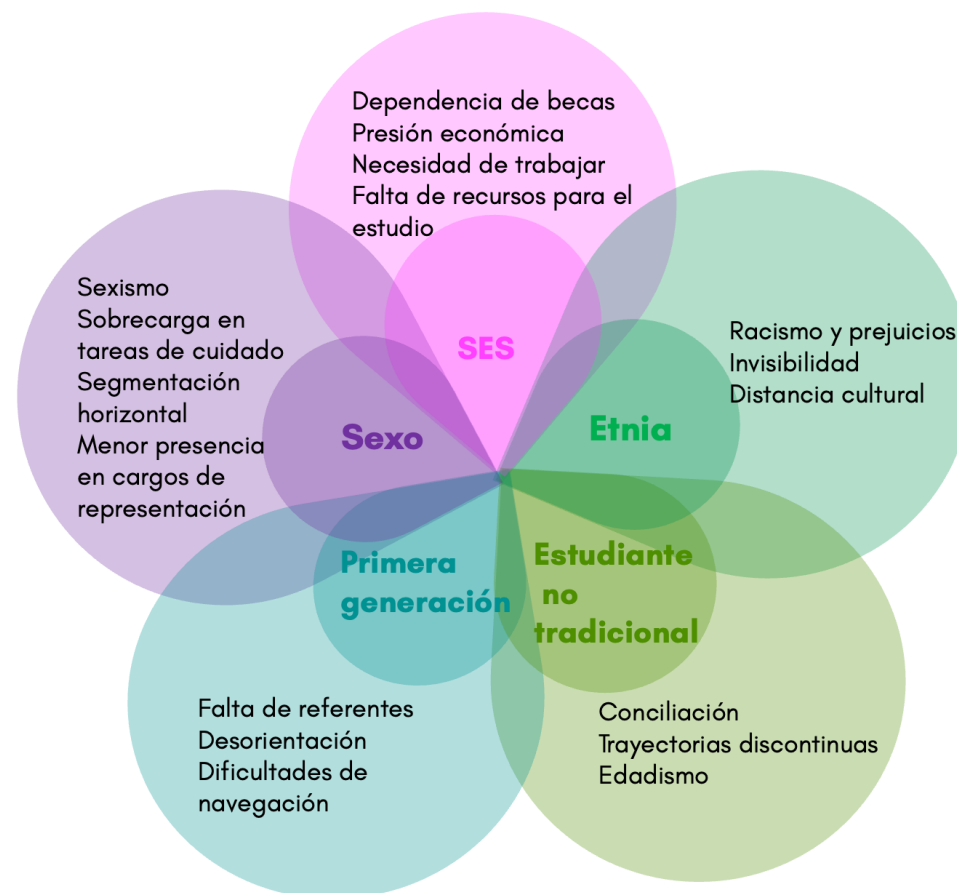 Dependencia de becas
Presión económica
Necesidad de trabajar
Falta de recursos para el
estudio
SES
Sexismo
Sobrecarga en
tareas de cuidado
Segmentación
horizontal
Menor presencia
en cargos de
representación
Sexo
Racismo y prejuicios
Invisibilidad
Distancia cultural
Etnia
Primera
generación
Falta de referentes
Desorientación
Dificultades de
navegación
Estudiante
no
tradicional
Conciliación
Trayectorias discontinuas
Edadismo